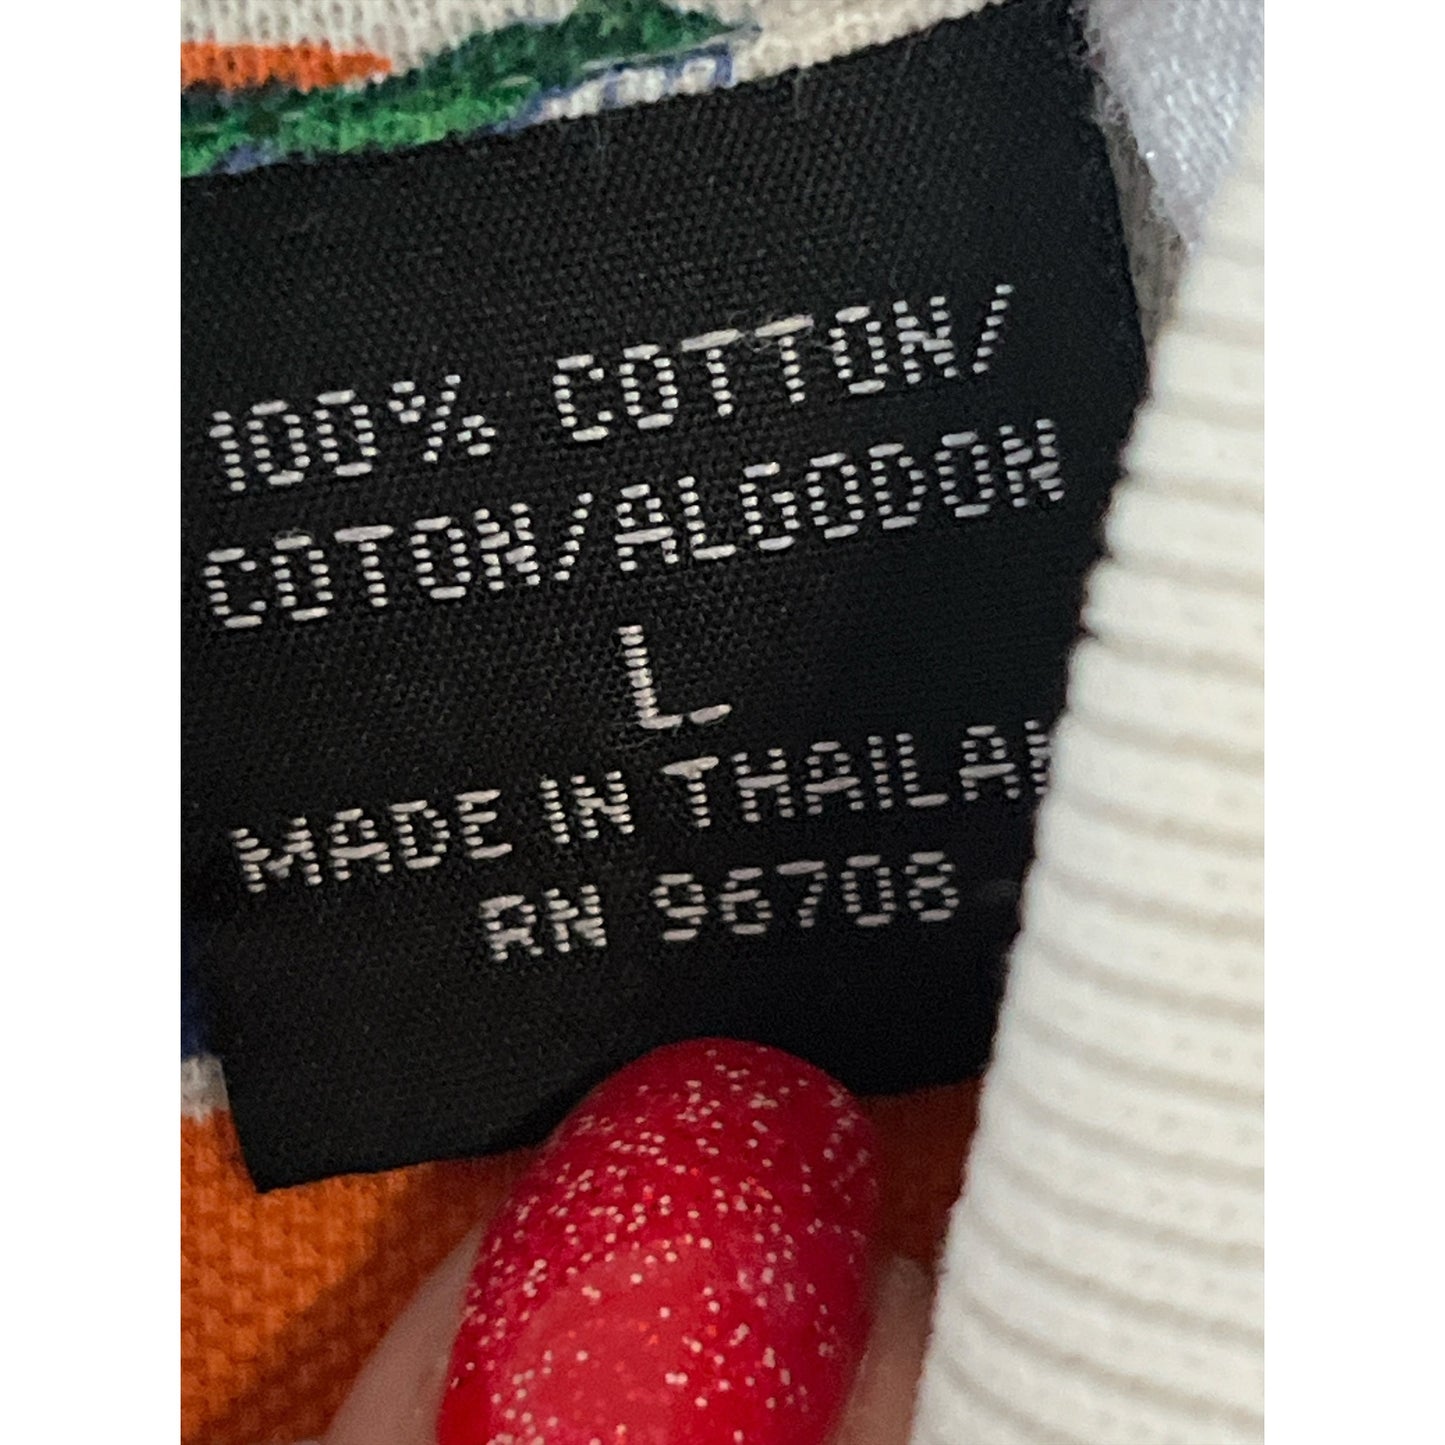 100% COTTON/
COTON/ALGODON
L
MADE IN THAILAN
RN 96708